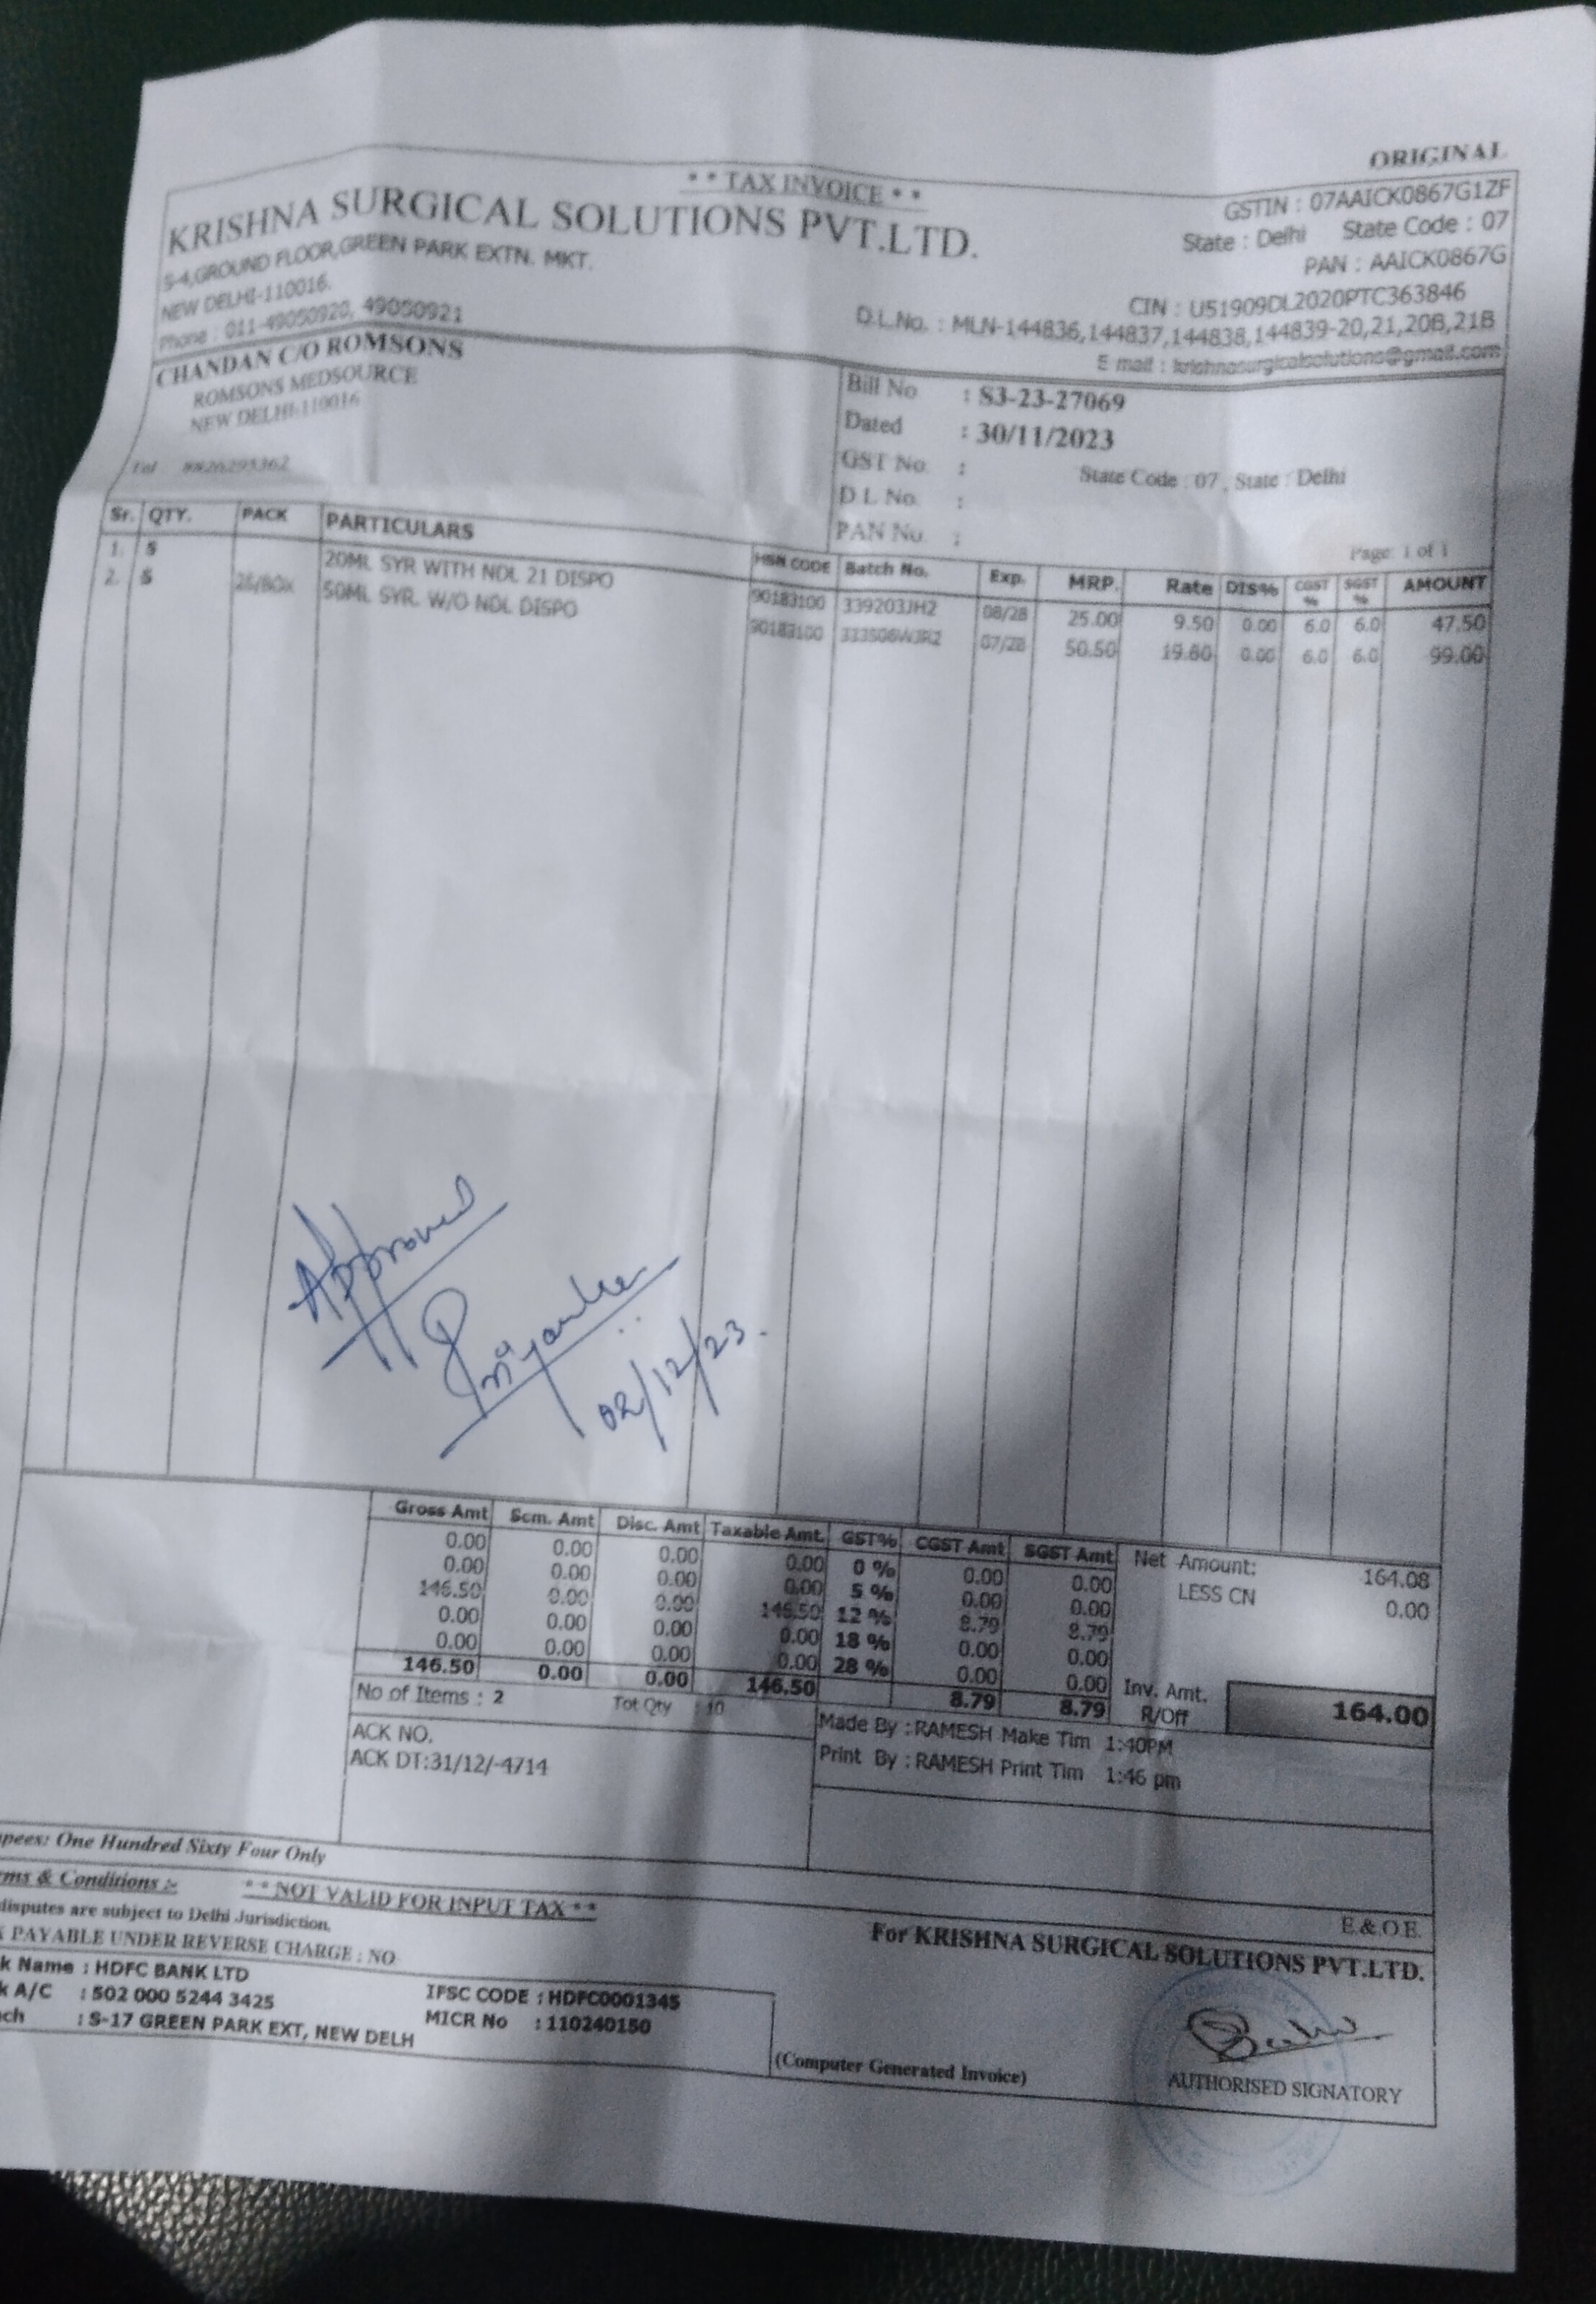 ORIGINAL
* * TAX INVOICE * *
KRISHNA SURGICAL SOLUTIONS PVT.LTD.
S-4,GROUND FLOOR,GREEN PARK EXTN. MKT.
NEW DELHI-110016.
Phone : 011-49050920, 49050921
GSTIN : 07AAICK0867G1ZF
State : Delhi State Code : 07
PAN : AAICK0867G
CIN : U51909DL2020PTC363846
D.L.No. : MLN-144836,144837,144838,144839-20,21,20B,21B
E mail : krishnasurgicalsolutions@gmail.com
CHANDAN C/O ROMSONS
ROMSONS MEDSOURCE
NEW DELHI-110016
Tel
Bill No : S3-23-27069
Dated : 30/11/2023
GST No. : State Code : 07 , State : Delhi
D L No. :
PAN No. :
Page: 1 of 1
Sr. QTY. PACK PARTICULARS HSN CODE Batch No. Exp. MRP. Rate DIS% CGST % SGST % AMOUNT
1. 5 20ML SYR WITH NDL 21 DISPO 90183100 339203JH2 08/28 25.00 9.50 0.00 6.0 6.0 47.50
2. 5 25/BOX 50ML SYR. W/O NDL DISPO 90183100 07/28 50.50 19.80 0.00 6.0 6.0 99.00
Approved
Priyanka
02/12/23.
Gross Amt Scm. Amt Disc. Amt Taxable Amt. GST% CGST Amt SGST Amt
0.00 0.00 0.00 0.00 0 % 0.00 0.00
0.00 0.00 0.00 0.00 5 % 0.00 0.00
146.50 0.00 0.00 146.50 12 % 8.79 8.79
0.00 0.00 0.00 0.00 18 % 0.00 0.00
0.00 0.00 0.00 0.00 28 % 0.00 0.00
146.50 0.00 0.00 146.50 8.79 8.79
Net Amount: 164.08
LESS CN 0.00
Inv. Amt. 164.00
R/Off
No of Items : 2 Tot Qty : 10
ACK NO.
ACK DT:31/12/-4714
Made By : RAMESH Make Tim 1:40PM
Print By : RAMESH Print Tim 1:46 pm
pees: One Hundred Sixty Four Only
ms & Conditions :- * * NOT VALID FOR INPUT TAX * *
disputes are subject to Delhi Jurisdiction.
PAYABLE UNDER REVERSE CHARGE : NO
k Name : HDFC BANK LTD
k A/C : 502 000 5244 3425 IFSC CODE : HDFC0001345
ch : S-17 GREEN PARK EXT, NEW DELH MICR No : 110240150
E & O E.
For KRISHNA SURGICAL SOLUTIONS PVT.LTD.
(Computer Generated Invoice)
AUTHORISED SIGNATORY